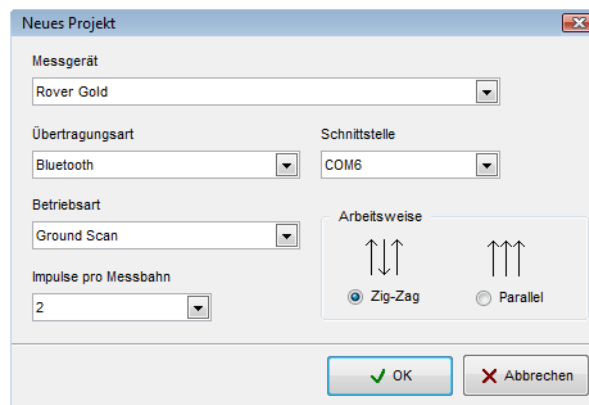 Neues Projekt
Messgerät
Rover Gold
Übertragungsart
Schnittstelle
Bluetooth
COM6
Betriebsart
Ground Scan
Arbeitsweise
Impulse pro Messbahn
2
Zig-Zag
Parallel
OK
Abbrechen